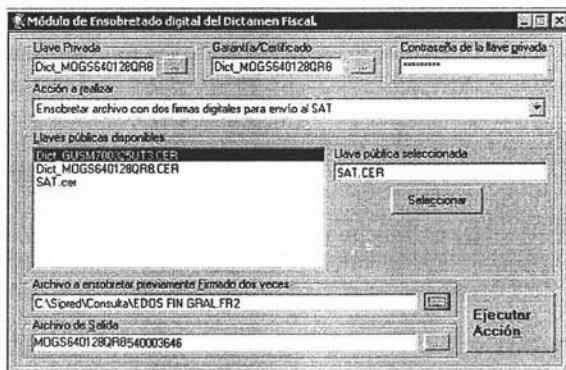 Módulo de Ensobretado digital del Dictamen Fiscal.
Llave Privada
Garantía/Certificado
Contraseña de la llave privada
Dict_MOGS640128QR8
...
Dict_MOGS640128QR8
...
*********
Acción a realizar
Ensobretar archivo con dos firmas digitales para envío al SAT
Llaves públicas disponibles
Dict_GUSM700325UT3.CER
Dict_MOGS640128QR8.CER
SAT.cer
Llave pública seleccionada
SAT.CER
Seleccionar
Archivo a ensobretar previamente Firmado dos veces
C:\Sipred\Consulta\EDOS FIN GRAL.FR2
...
Archivo de Salida
MOGS640128QR8540003646
...
Ejecutar
Acción